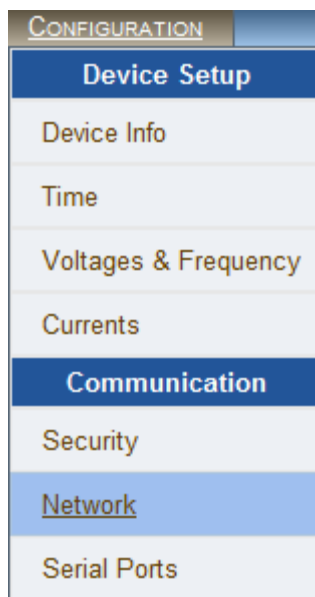 CONFIGURATION
Device Setup
Device Info
Time
Voltages & Frequency
Currents
Communication
Security
Network
Serial Ports